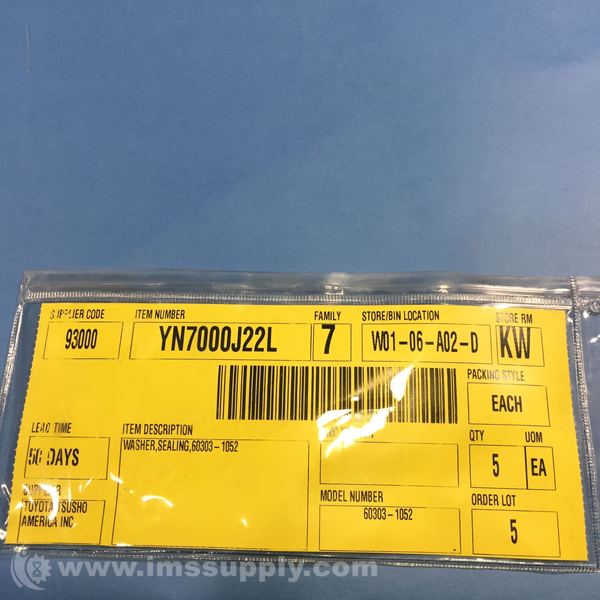 SUPPLIER CODE ITEM NUMBER FAMILY STORE/BIN LOCATION STORE RM
93000 YN7000J22L 7 W01-06-A02-D KW
PACKING STYLE
EACH
LEAD TIME ITEM DESCRIPTION QTY UOM
DAYS WASHER,SEALING,60303-1052 5 EA
SUPPLIER MODEL NUMBER ORDER LOT
TOYOTA TSUSHO 60303-1052 5
AMERICA INC
www.imssupply.com